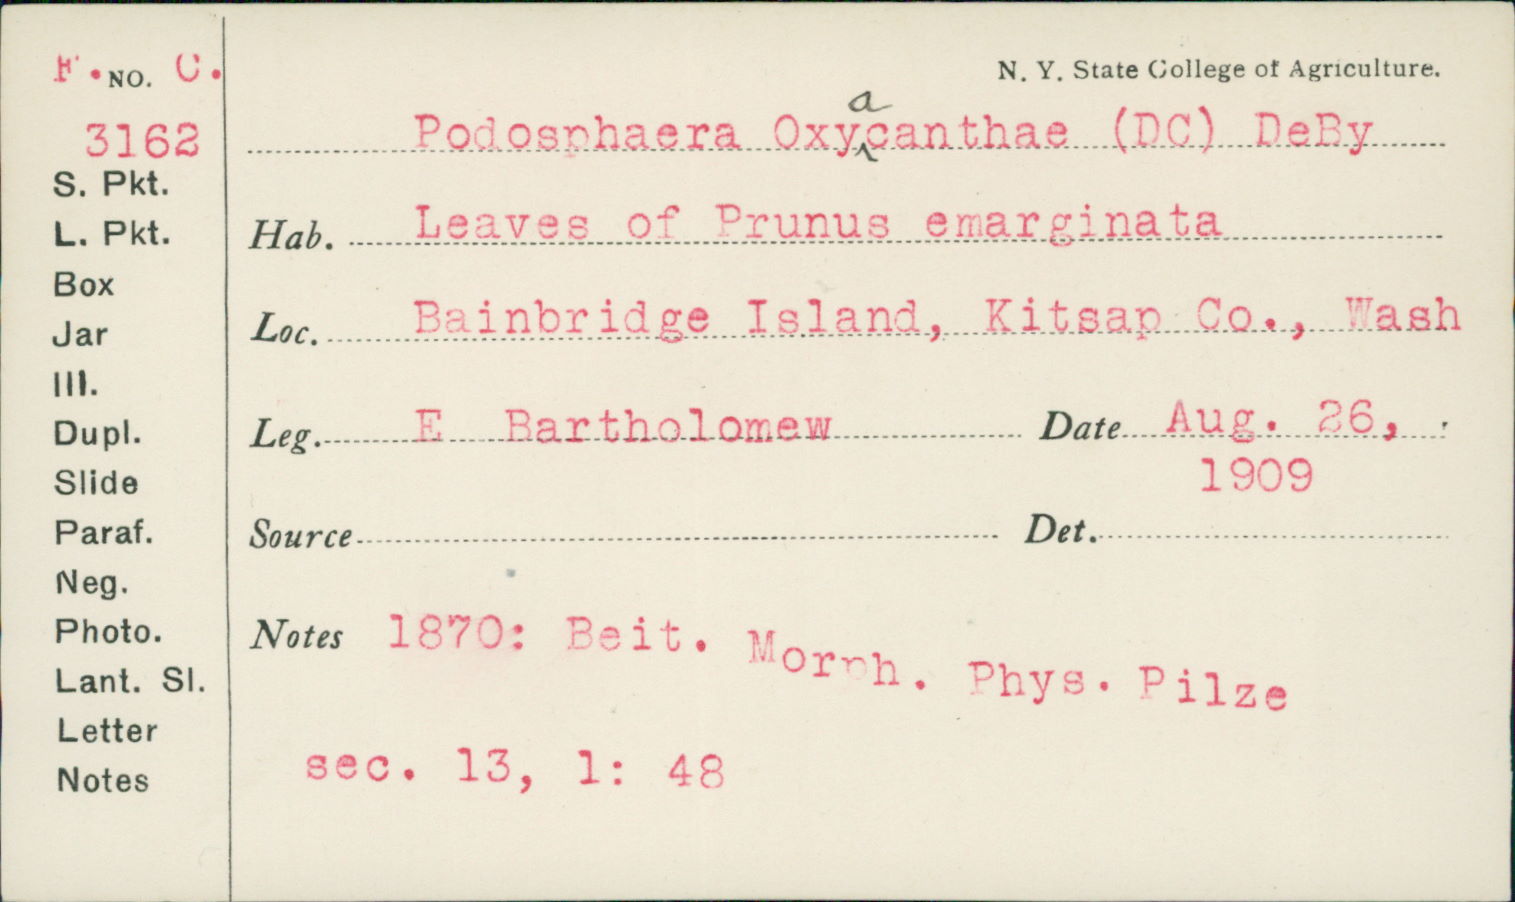 F. NO. C.
N. Y. State College of Agriculture.
3162
Podosphaera Oxyacanthae (DC) DeBy
S. Pkt.
L. Pkt.
Hab. Leaves of Prunus emarginata
Box
Jar
Loc. Bainbridge Island, Kitsap Co., Wash
Ill.
Dupl.
Leg. E Bartholomew Date Aug. 26,
1909
Slide
Paraf.
Source Det.
Neg.
Photo.
Notes 1870: Beit. Morph. Phys. Pilze
Lant. Sl.
Letter
Notes
sec. 13, 1: 48